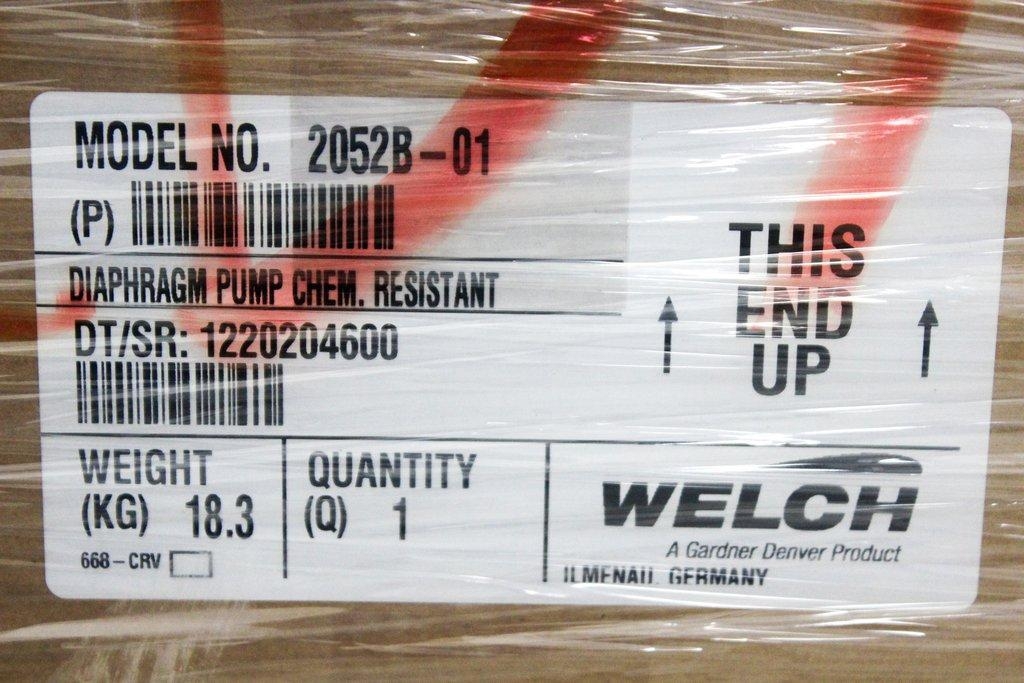 MODEL NO. 2052B-01
(P)
DIAPHRAGM PUMP CHEM. RESISTANT
DT/SR: 1220204600
THIS
END
UP
WEIGHT
(KG) 18.3
668-CRV
QUANTITY
(Q) 1
WELCH
A Gardner Denver Product
ILMENAU, GERMANY